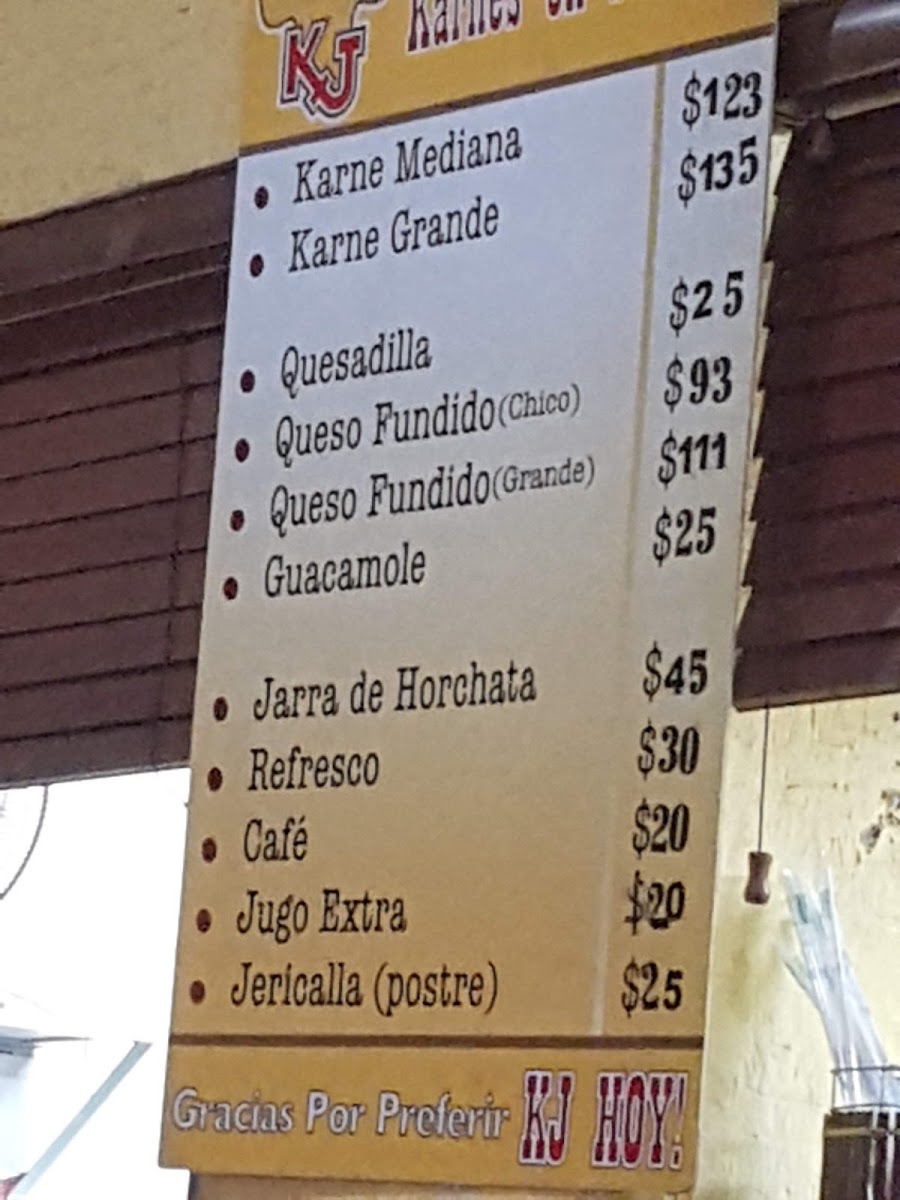 KJ
Karne Mediana $123
Karne Grande $135
Quesadilla $25
Queso Fundido (Chico) $93
Queso Fundido (Grande) $111
Guacamole $25
Jarra de Horchata $45
Refresco $30
Café $20
Jugo Extra $20
Jericalla (postre) $25
Gracias Por Preferir KJ HOY!